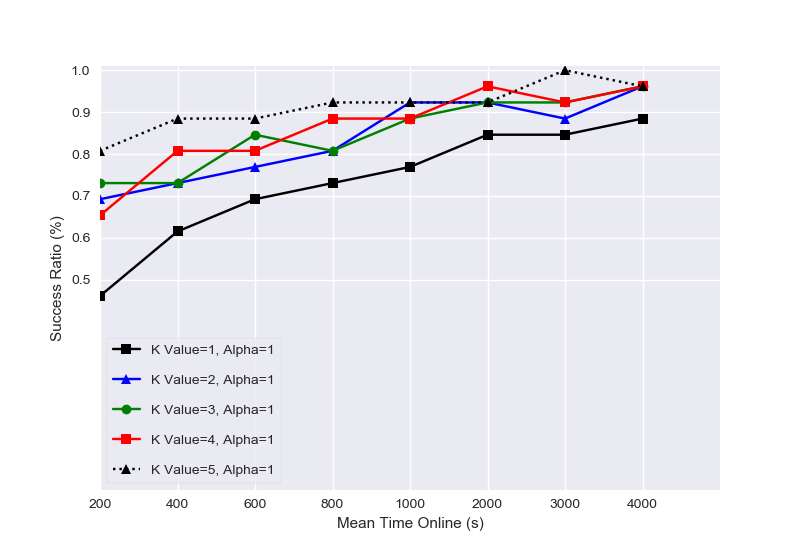 1.0
0.9
0.8
0.7
0.6
0.5
Success Ratio (%)
K Value=1, Alpha=1
K Value=2, Alpha=1
K Value=3, Alpha=1
K Value=4, Alpha=1
K Value=5, Alpha=1
200 400 600 800 1000 2000 3000 4000
Mean Time Online (s)